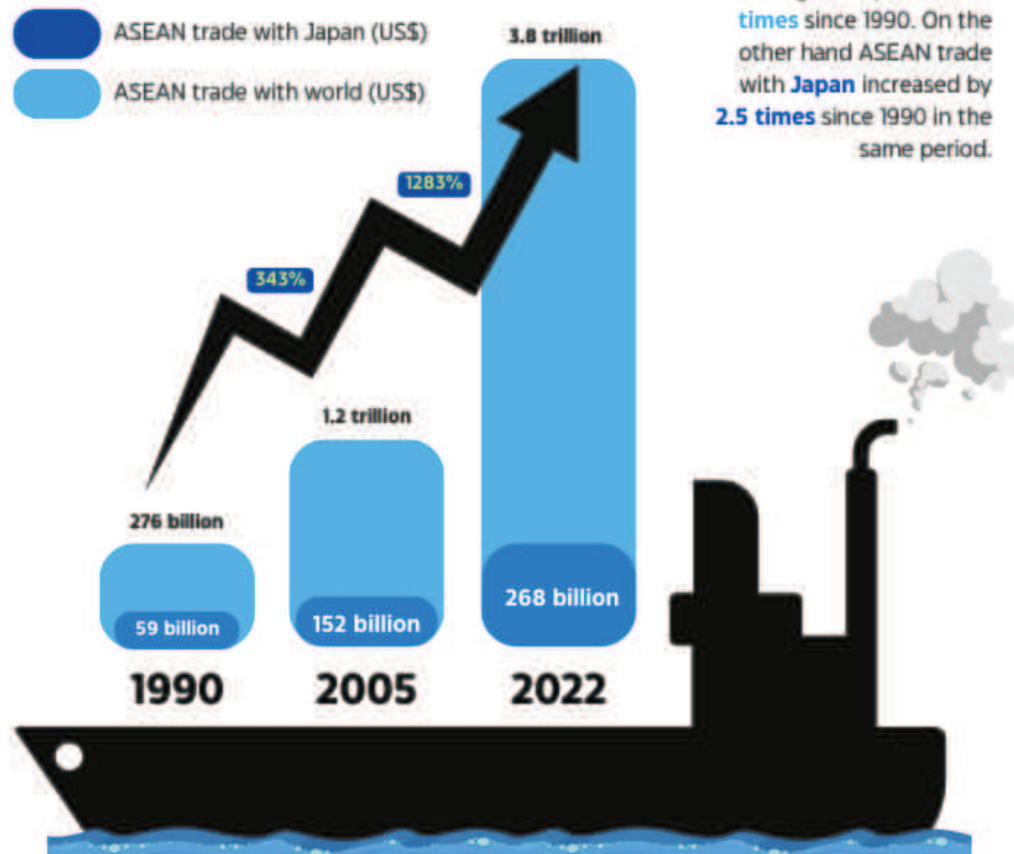 ASEAN trade with Japan (US$)
ASEAN trade with world (US$)
times since 1990. On the
other hand ASEAN trade
with Japan increased by
2.5 times since 1990 in the
same period.
3.8 trillion
1283%
343%
1.2 trillion
276 billion
59 billion
152 billion
268 billion
1990
2005
2022